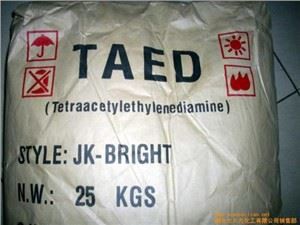 TAED
(Tetraacetylethylenediamine)
STYLE: JK-BRIGHT
N.W.: 25 KGS